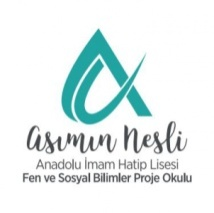 asımın nesli
Anadolu İmam Hatip Lisesi
Fen ve Sosyal Bilimler Proje Okulu